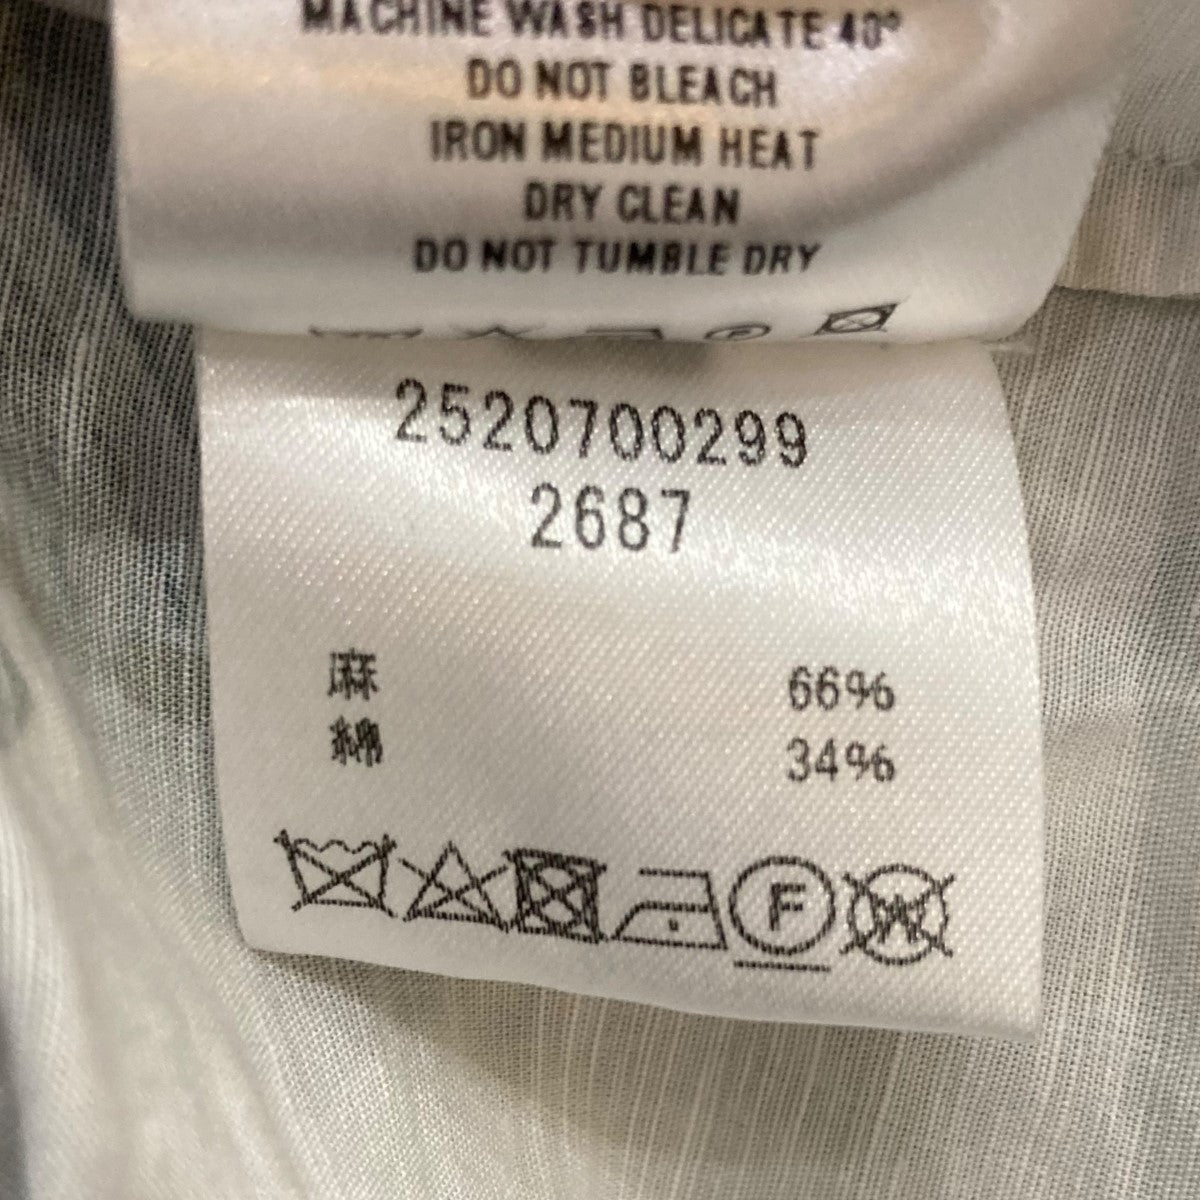 MACHINE WASH DELICATE 40°
DO NOT BLEACH
IRON MEDIUM HEAT
DRY CLEAN
DO NOT TUMBLE DRY
2520700299
2687
麻 66%
綿 34%
F W